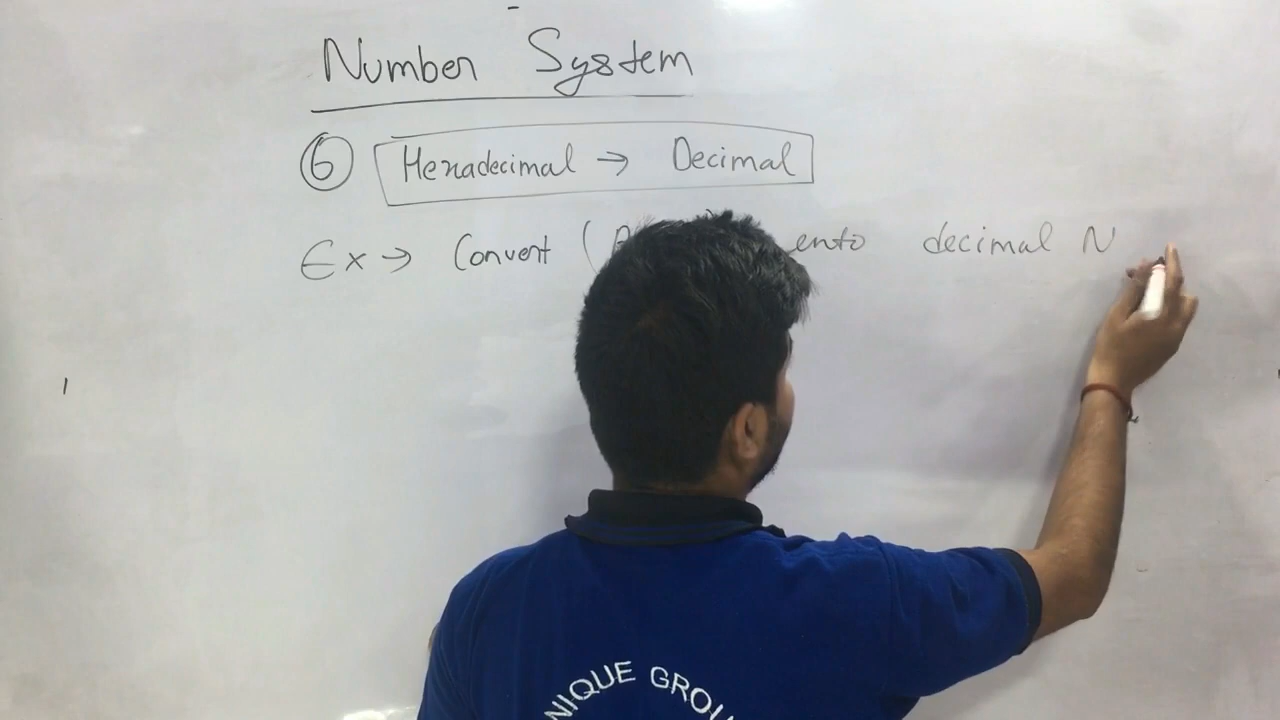 Number System
6 Hexadecimal → Decimal
Ex → Convert ( into decimal N
NIQUE GROU